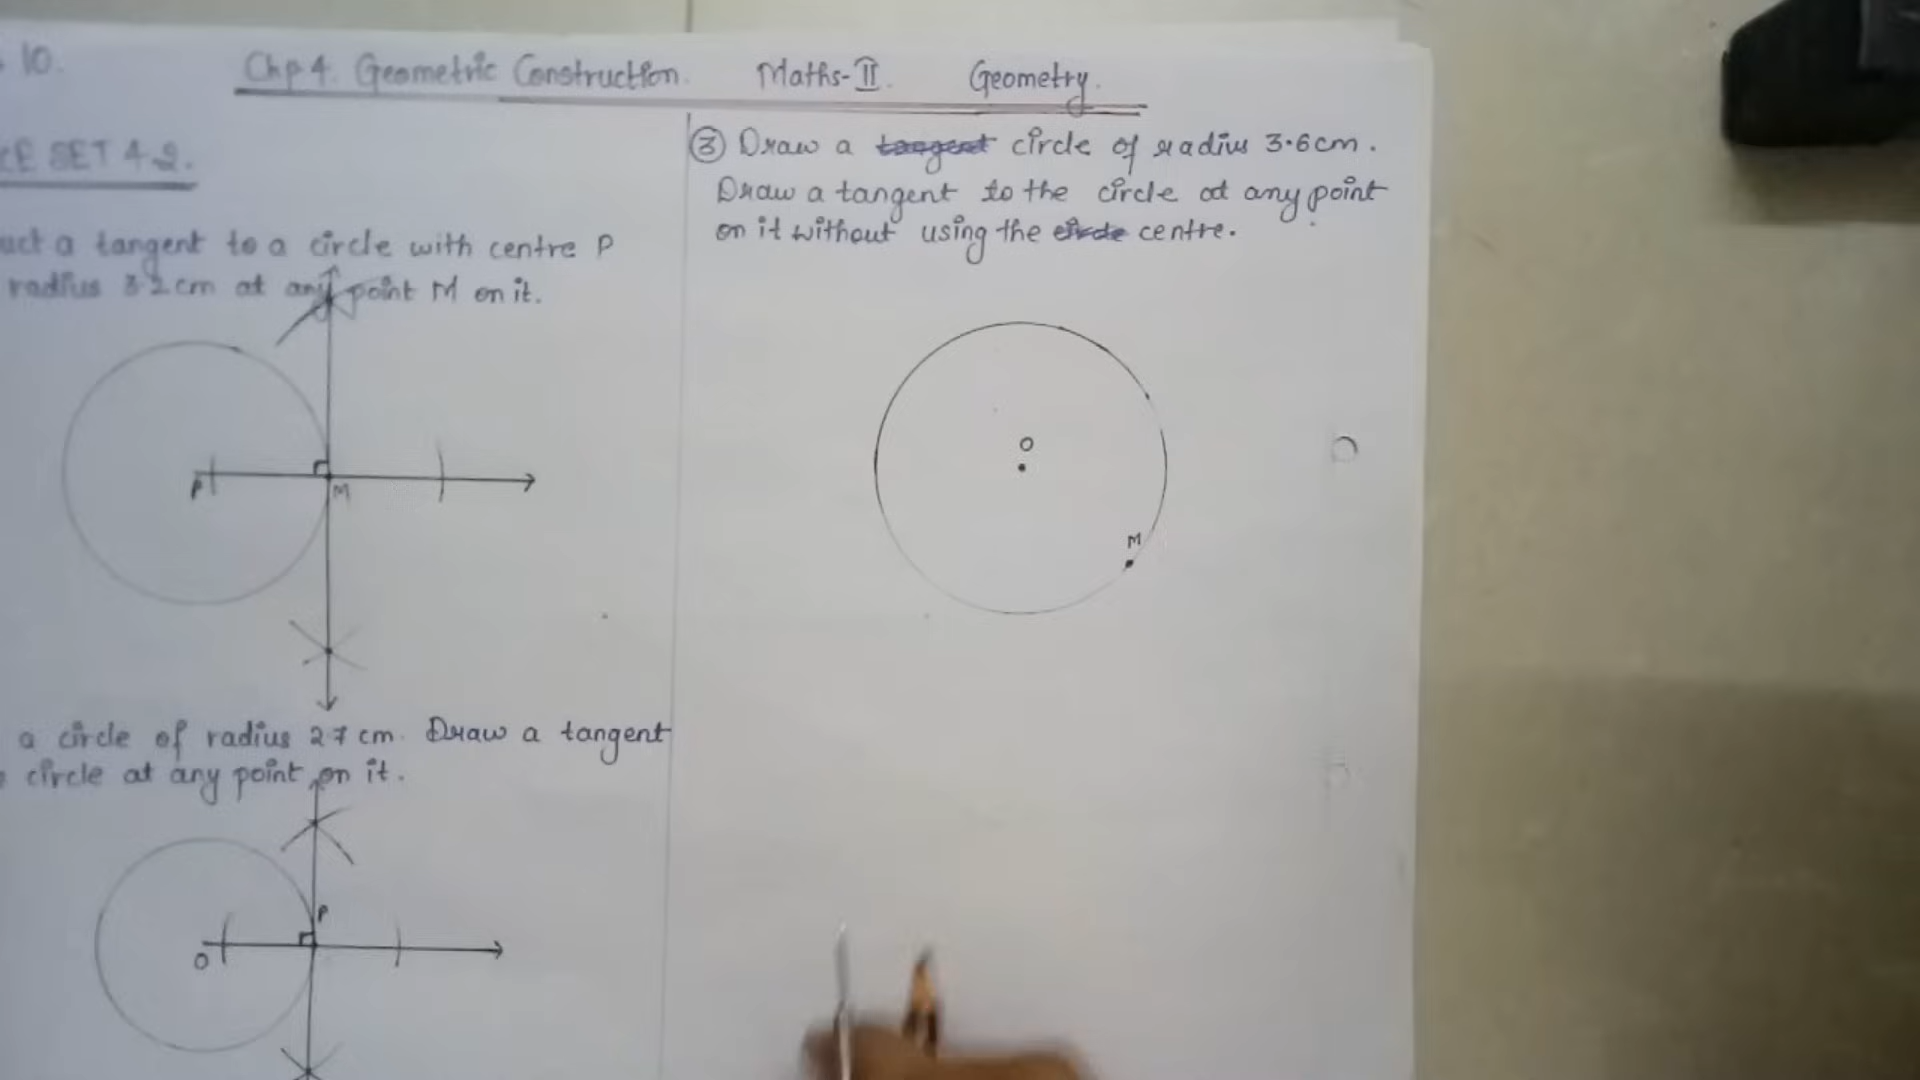 10.
Chp 4. Geometric Construction. Maths-II. Geometry.
SET 4.2.
a tangent to a circle with centre P
radius 3.2 cm at any point M on it.
P
M
a circle of radius 2.7 cm. Draw a tangent
circle at any point on it.
P
O
③ Draw a tangent circle of radius 3.6cm.
Draw a tangent to the circle at any point
on it without using the circle centre.
O
M